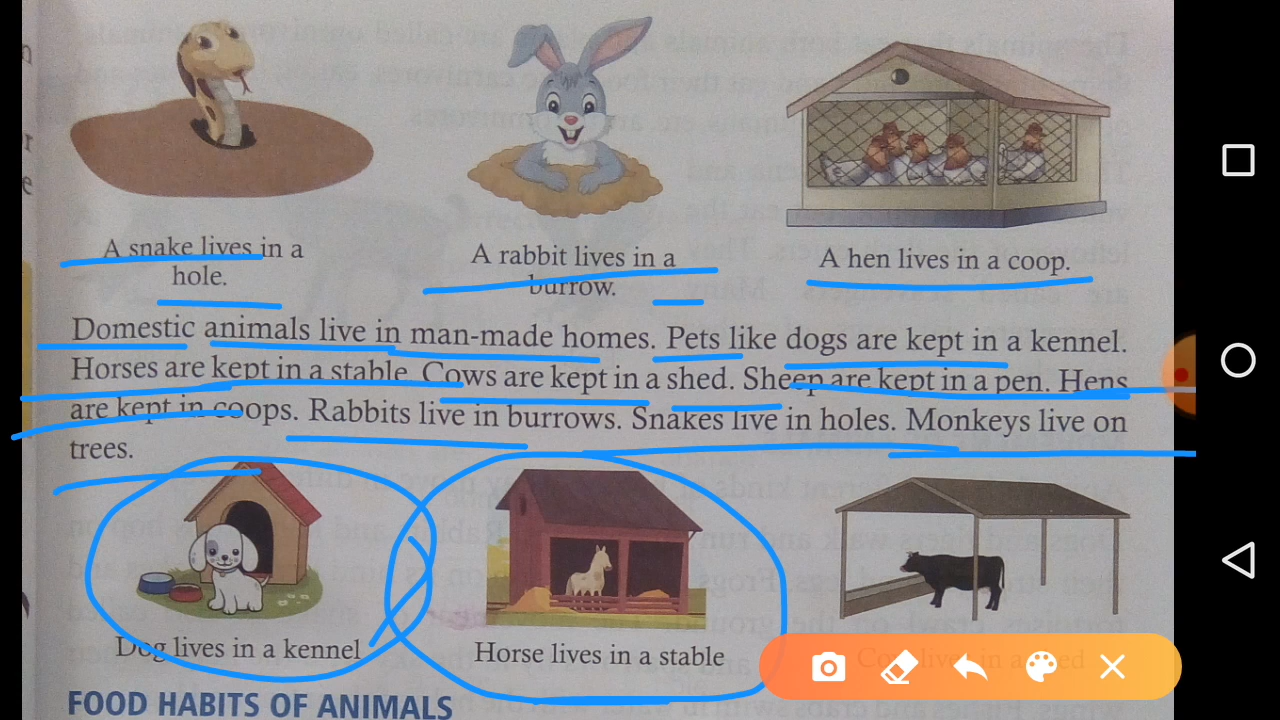 A snake lives in a
hole.
A rabbit lives in a
burrow.
A hen lives in a coop.
Domestic animals live in man-made homes. Pets like dogs are kept in a kennel.
Horses are kept in a stable. Cows are kept in a shed. Sheep are kept in a pen. Hens
are kept in coops. Rabbits live in burrows. Snakes live in holes. Monkeys live on
trees.
Dog lives in a kennel
Horse lives in a stable
FOOD HABITS OF ANIMALS